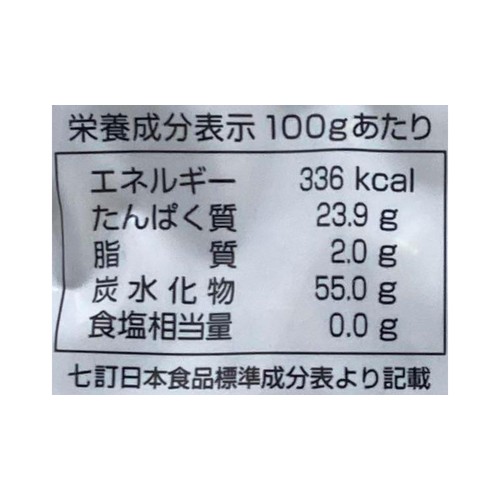 栄養成分表示 100gあたり
エネルギー 336 kcal
たんぱく質 23.9 g
脂質 2.0 g
炭水化物 55.0 g
食塩相当量 0.0 g
七訂日本食品標準成分表より記載